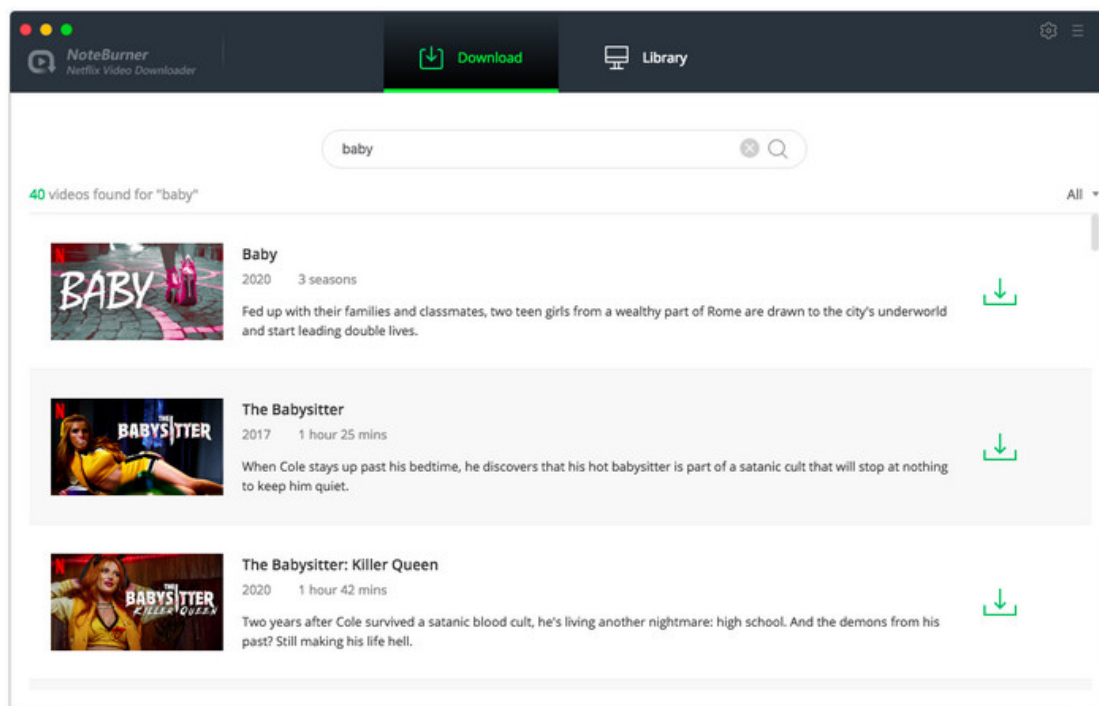 NoteBurner
Netflix Video Downloader
Download
Library
baby
40 videos found for "baby"
All
N
BABY
Baby
2020 3 seasons
Fed up with their families and classmates, two teen girls from a wealthy part of Rome are drawn to the city's underworld
and start leading double lives.
N
THE
BABYSITTER
The Babysitter
2017 1 hour 25 mins
When Cole stays up past his bedtime, he discovers that his hot babysitter is part of a satanic cult that will stop at nothing
to keep him quiet.
N
THE
BABYSITTER
KILLER QUEEN
The Babysitter: Killer Queen
2020 1 hour 42 mins
Two years after Cole survived a satanic blood cult, he's living another nightmare: high school. And the demons from his
past? Still making his life hell.